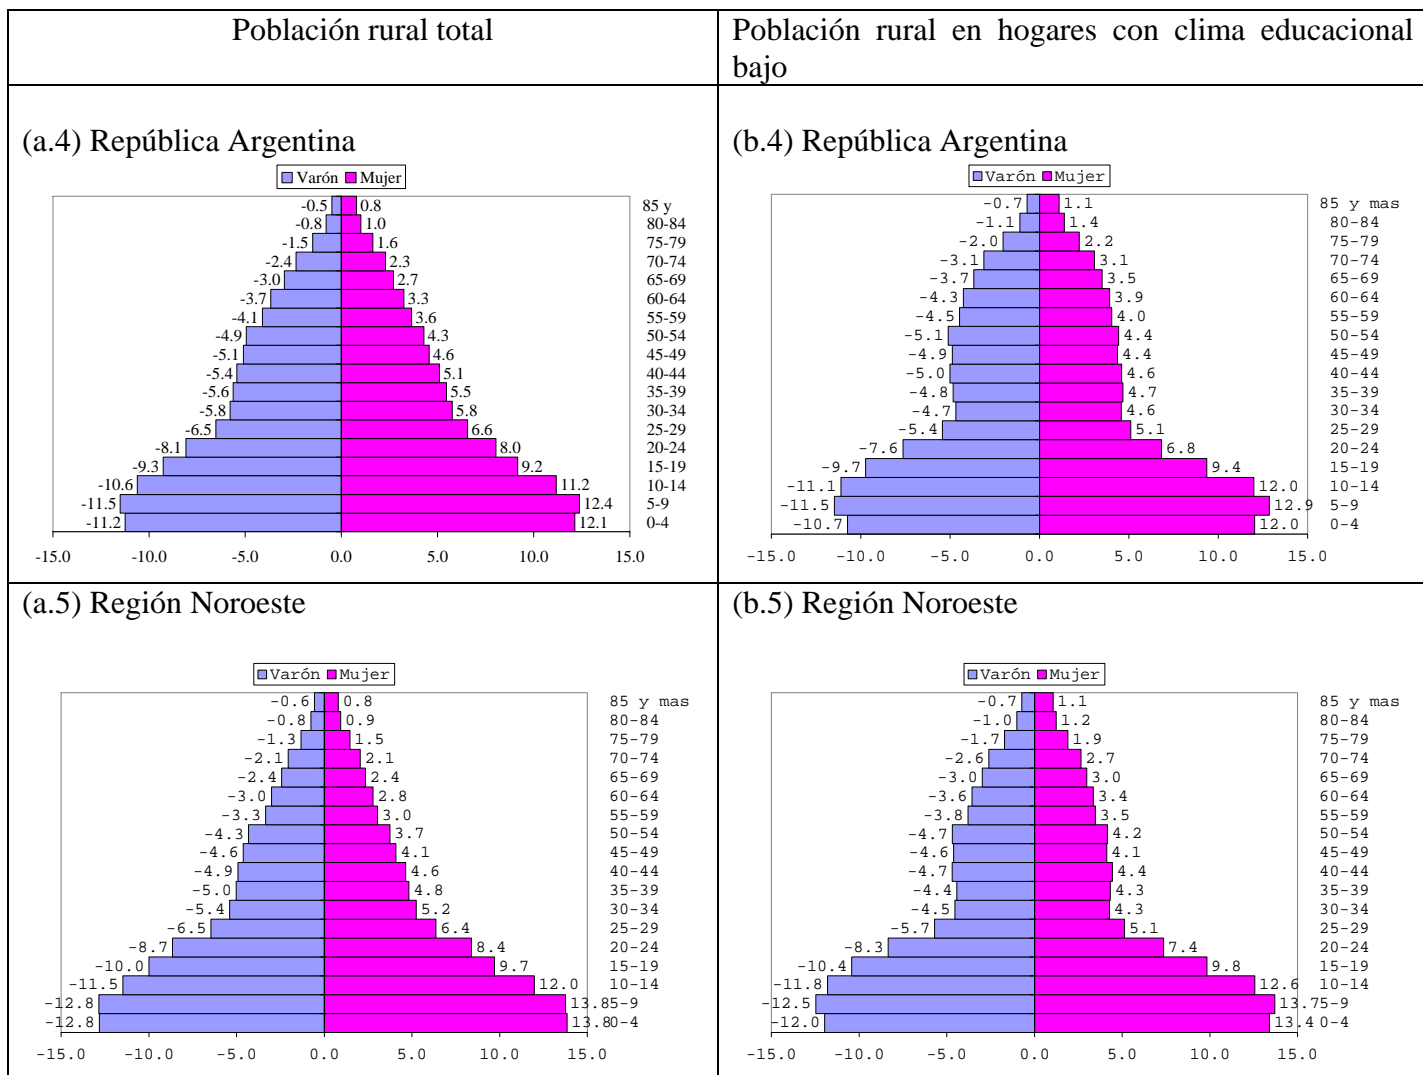 Población rural total
Población rural en hogares con clima educacional
bajo
(a.4) República Argentina
Varón Mujer
-0.5 0.8 85 y
-0.8 1.0 80-84
-1.5 1.6 75-79
-2.4 2.3 70-74
-3.0 2.7 65-69
-3.7 3.3 60-64
-4.1 3.6 55-59
-4.9 4.3 50-54
-5.1 4.6 45-49
-5.4 5.1 40-44
-5.6 5.5 35-39
-5.8 5.8 30-34
-6.5 6.6 25-29
-8.1 8.0 20-24
-9.3 9.2 15-19
-10.6 11.2 10-14
-11.5 12.4 5-9
-11.2 12.1 0-4
-15.0 -10.0 -5.0 0.0 5.0 10.0 15.0
(b.4) República Argentina
Varón Mujer
-0.7 1.1 85 y mas
-1.1 1.4 80-84
-2.0 2.2 75-79
-3.1 3.1 70-74
-3.7 3.5 65-69
-4.3 3.9 60-64
-4.5 4.0 55-59
-5.1 4.4 50-54
-4.9 4.4 45-49
-5.0 4.6 40-44
-4.8 4.7 35-39
-4.7 4.6 30-34
-5.4 5.1 25-29
-7.6 6.8 20-24
-9.7 9.4 15-19
-11.1 12.0 10-14
-11.5 12.9 5-9
-10.7 12.0 0-4
-15.0 -10.0 -5.0 0.0 5.0 10.0 15.0
(a.5) Región Noroeste
Varón Mujer
-0.6 0.8 85 y mas
-0.8 0.9 80-84
-1.3 1.5 75-79
-2.1 2.1 70-74
-2.4 2.4 65-69
-3.0 2.8 60-64
-3.3 3.0 55-59
-4.3 3.7 50-54
-4.6 4.1 45-49
-4.9 4.6 40-44
-5.0 4.8 35-39
-5.4 5.2 30-34
-6.5 6.4 25-29
-8.7 8.4 20-24
-10.0 9.7 15-19
-11.5 12.0 10-14
-12.8 13.8 5-9
-12.8 13.8 0-4
-15.0 -10.0 -5.0 0.0 5.0 10.0 15.0
(b.5) Región Noroeste
Varón Mujer
-0.7 1.1 85 y mas
-1.0 1.2 80-84
-1.7 1.9 75-79
-2.6 2.7 70-74
-3.0 3.0 65-69
-3.6 3.4 60-64
-3.8 3.5 55-59
-4.7 4.2 50-54
-4.6 4.1 45-49
-4.7 4.4 40-44
-4.4 4.3 35-39
-4.5 4.3 30-34
-5.7 5.1 25-29
-8.3 7.4 20-24
-10.4 9.8 15-19
-11.8 12.6 10-14
-12.5 13.7 5-9
-12.0 13.4 0-4
-15.0 -10.0 -5.0 0.0 5.0 10.0 15.0